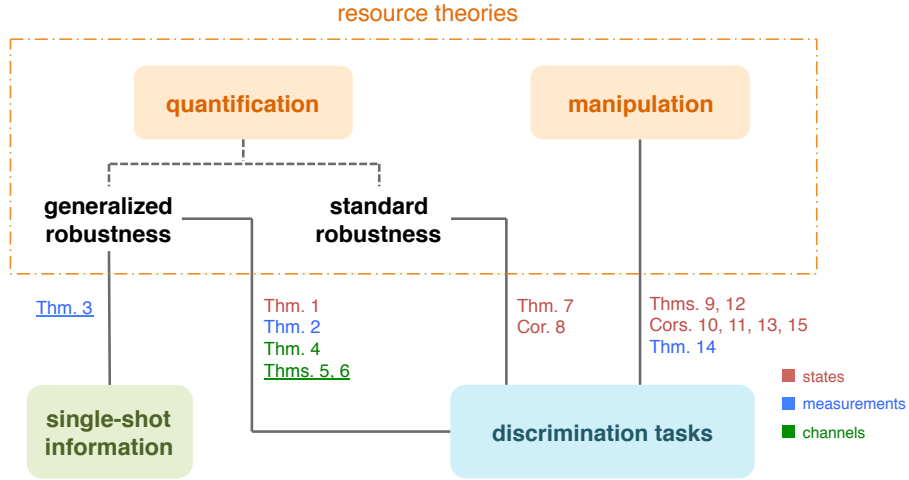 resource theories
quantification
manipulation
generalized
robustness
standard
robustness
Thm. 3
Thm. 1
Thm. 2
Thm. 4
Thms. 5, 6
Thm. 7
Cor. 8
Thms. 9, 12
Cors. 10, 11, 13, 15
Thm. 14
single-shot
information
discrimination tasks
states
measurements
channels